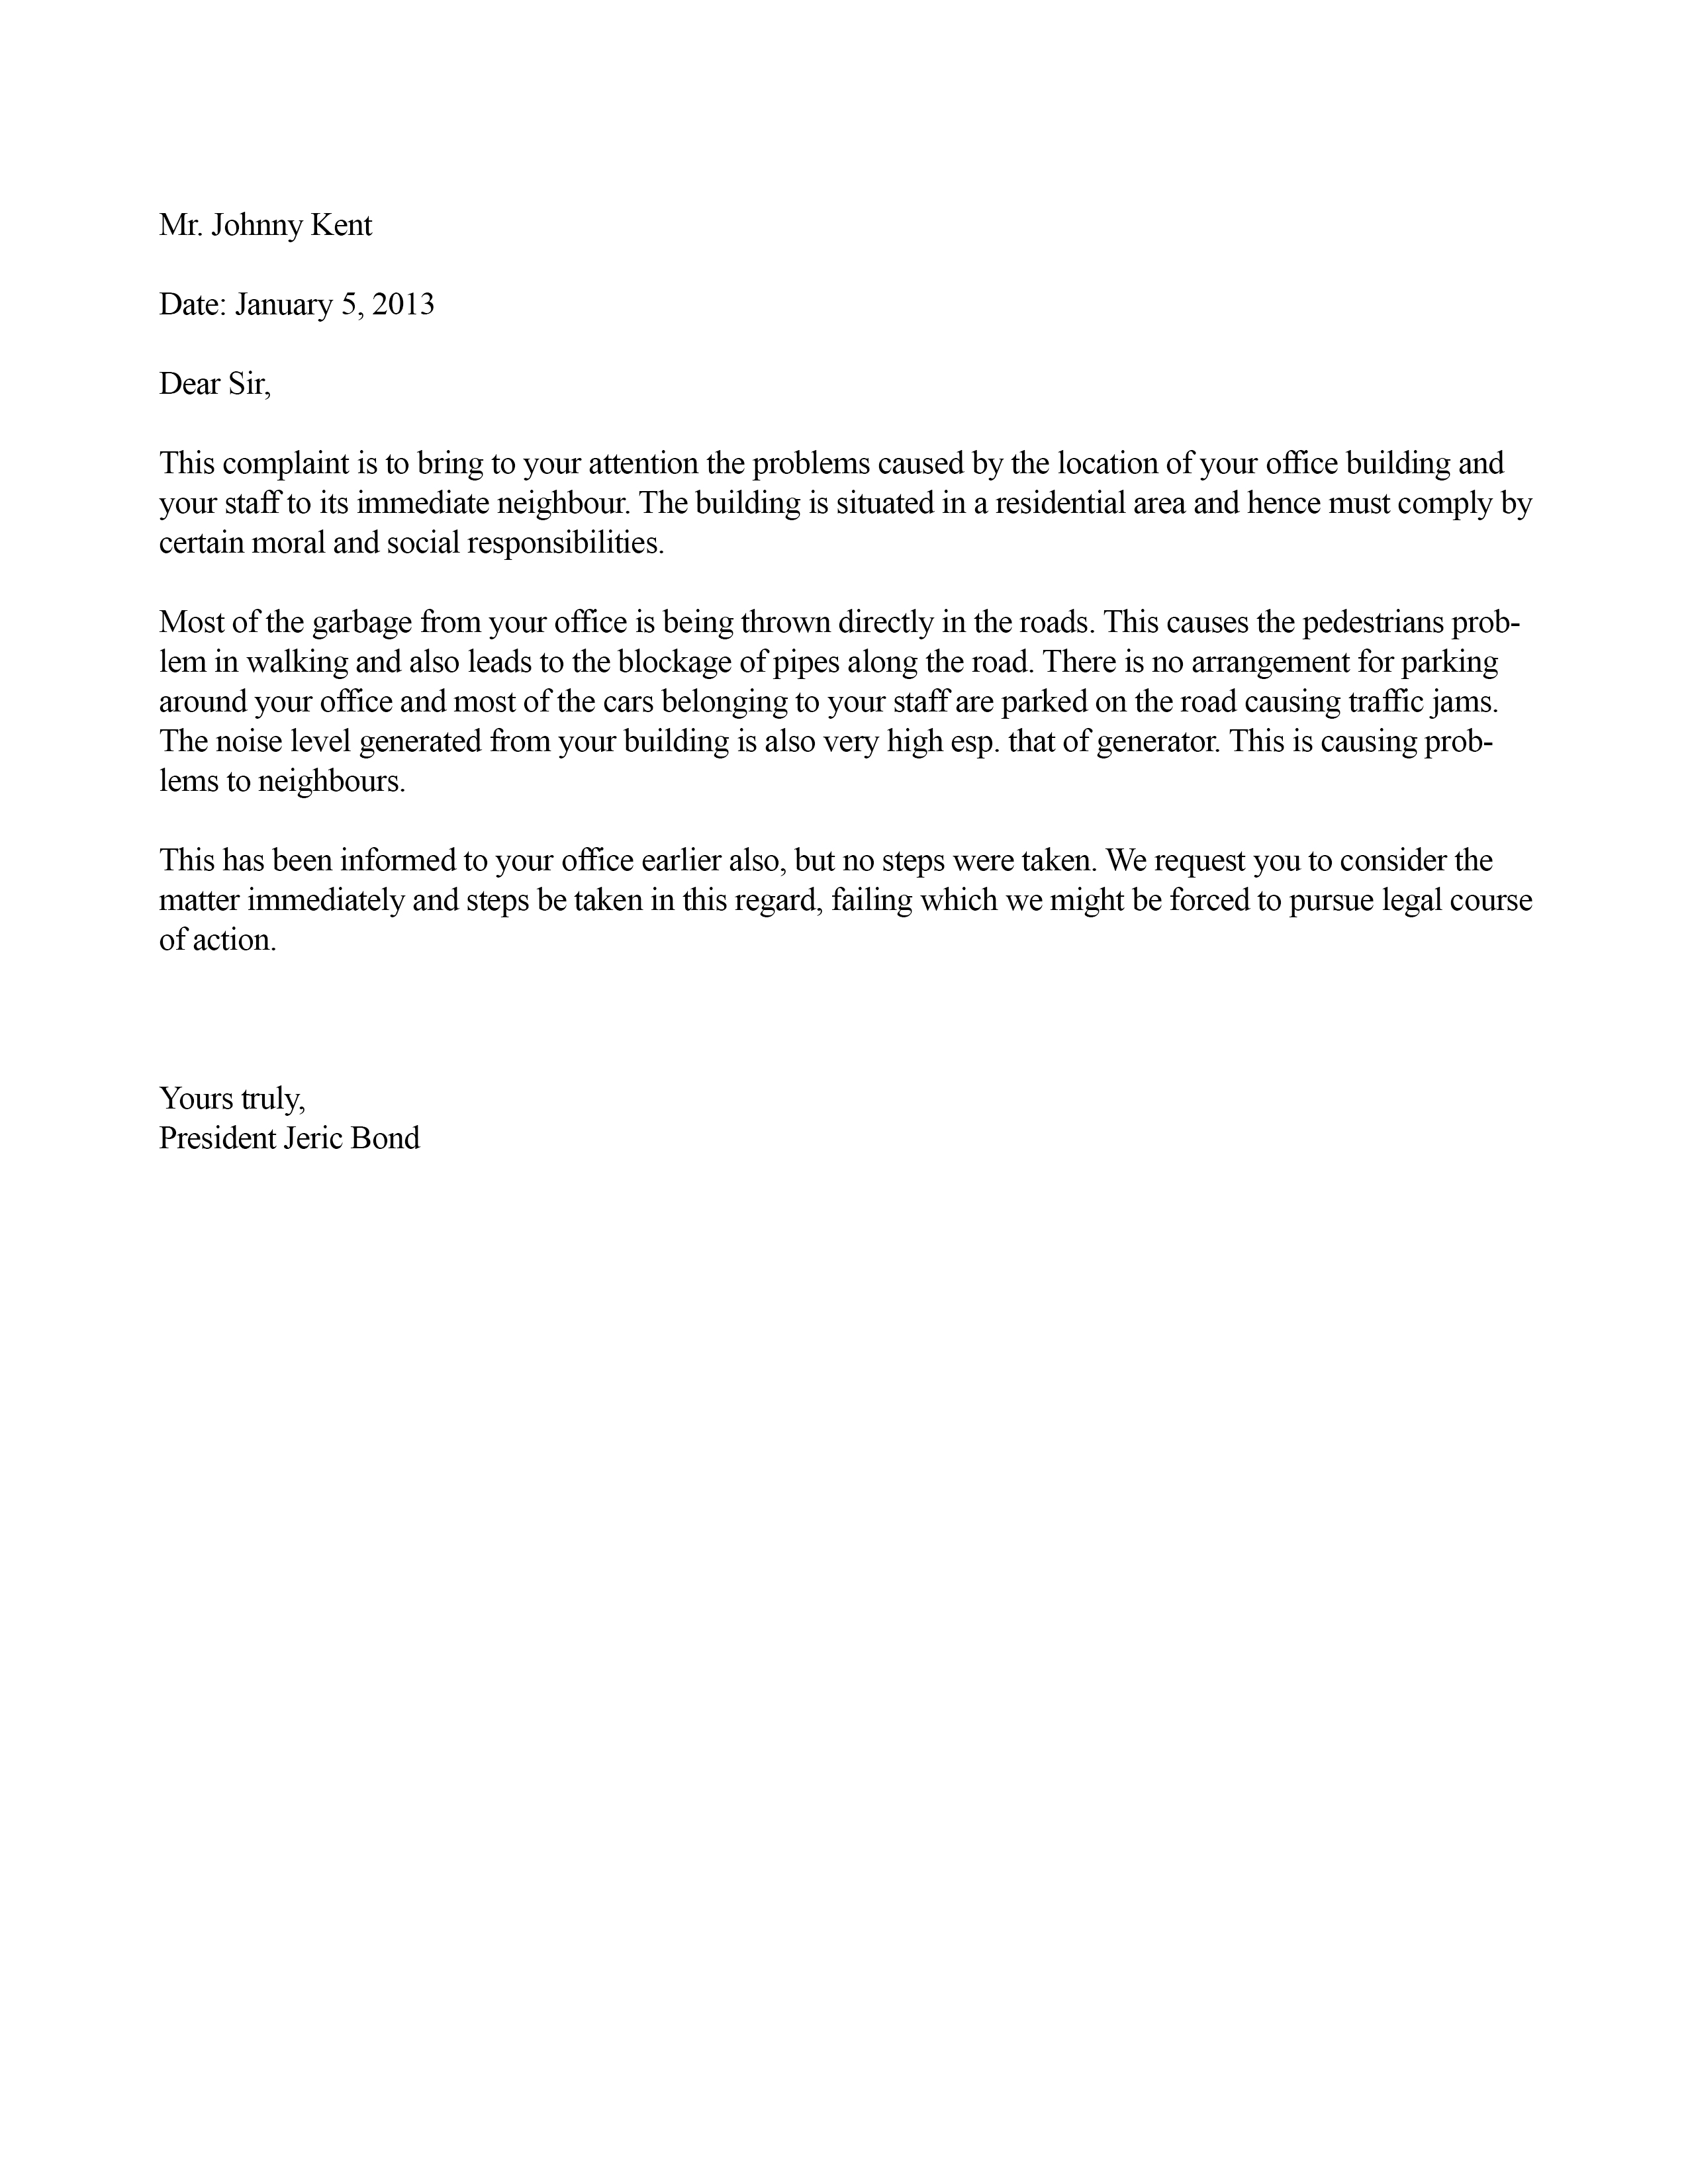 Mr. Johnny Kent
Date: January 5, 2013
Dear Sir,
This complaint is to bring to your attention the problems caused by the location of your office building and
your staff to its immediate neighbour. The building is situated in a residential area and hence must comply by
certain moral and social responsibilities.
Most of the garbage from your office is being thrown directly in the roads. This causes the pedestrians prob-
lem in walking and also leads to the blockage of pipes along the road. There is no arrangement for parking
around your office and most of the cars belonging to your staff are parked on the road causing traffic jams.
The noise level generated from your building is also very high esp. that of generator. This is causing prob-
lems to neighbours.
This has been informed to your office earlier also, but no steps were taken. We request you to consider the
matter immediately and steps be taken in this regard, failing which we might be forced to pursue legal course
of action.
Yours truly,
President Jeric Bond